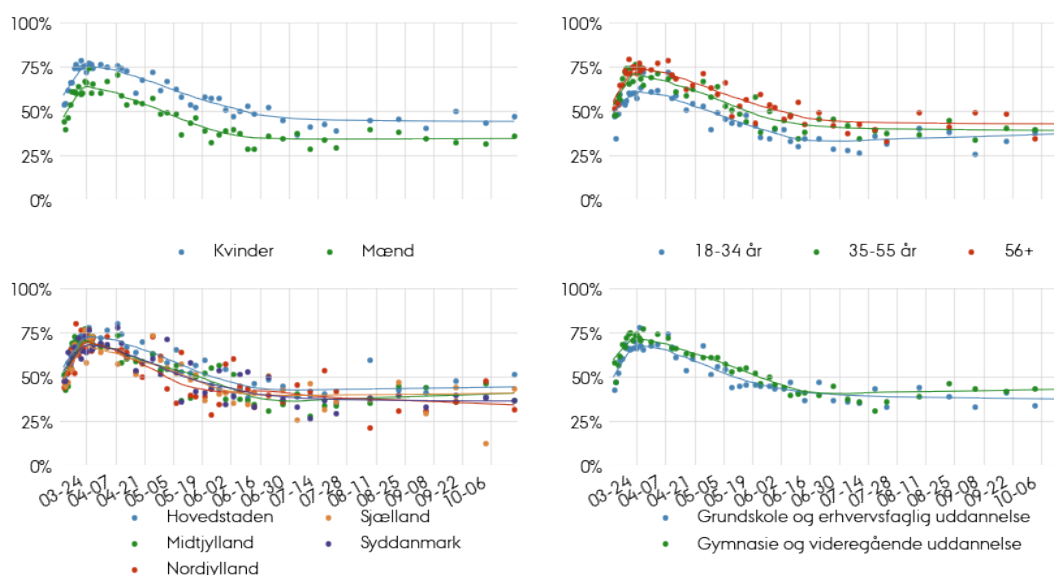 100%
75%
50%
25%
0%
Kvinder Mænd
100%
75%
50%
25%
0%
18-34 år 35-55 år 56+
100%
75%
50%
25%
0%
03-24 04-07 04-21 05-05 05-19 06-02 06-16 06-30 07-14 07-28 08-11 08-25 09-08 09-22 10-06
Hovedstaden Sjælland
Midtjylland Syddanmark
Nordjylland
100%
75%
50%
25%
0%
03-24 04-07 04-21 05-05 05-19 06-02 06-16 06-30 07-14 07-28 08-11 08-25 09-08 09-22 10-06
Grundskole og erhvervsfaglig uddannelse
Gymnasie og videregående uddannelse